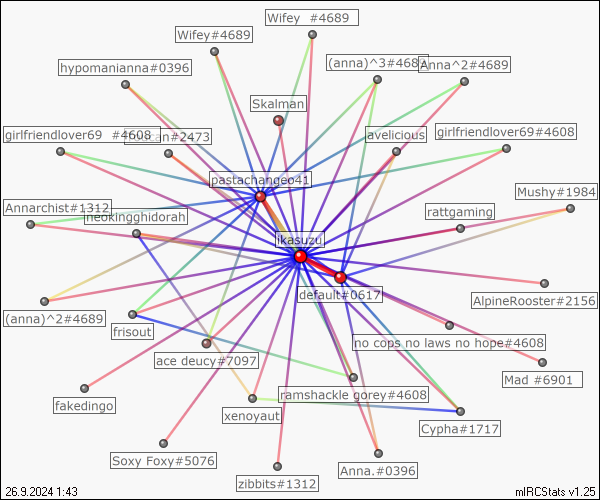 Wifey #4689
Wifey#4689
(anna)^3#4689
Anna^2#4689
hypomanianna#0396
Skalman
girlfriendlover69 #4608
#2473
avelicious
girlfriendlover69#4608
pastachangeo41
Mushy#1984
Annarchist#1312
neokingghidorah
rattgaming
ikasuzu
default#0617
AlpineRooster#2156
(anna)^2#4689
frisout
no cops no laws no hope#4608
ace deucy#7097
Mad #6901
ramshackle gorey#4608
fakedingo
xenoyaut
Cypha#1717
Soxy Foxy#5076
Anna.#0396
zibbits#1312
26.9.2024 1:43
mIRCStats v1.25